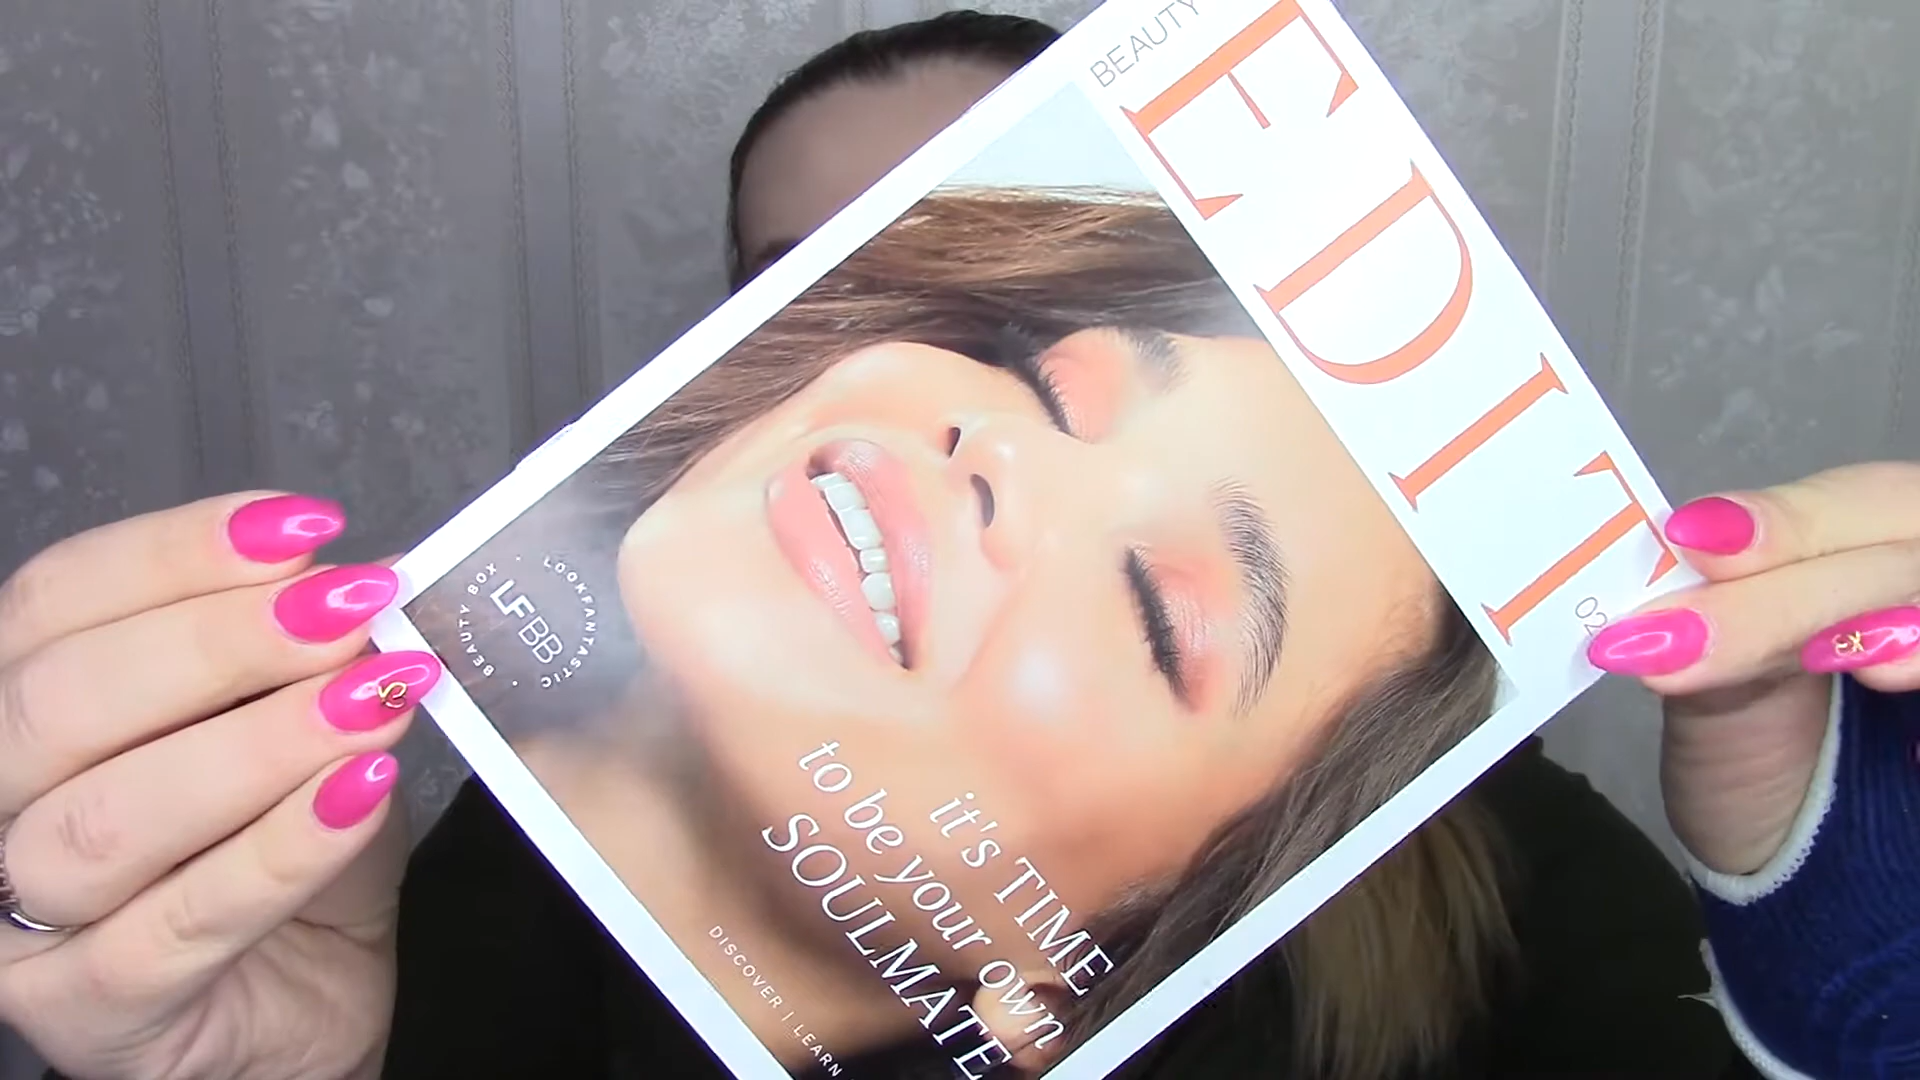 BEAUTY
EDIT
02
LOOKFANTASTIC • BEAUTY BOX •
LFBB
it's TIME
to be your own
SOULMATE
DISCOVER | LEARN